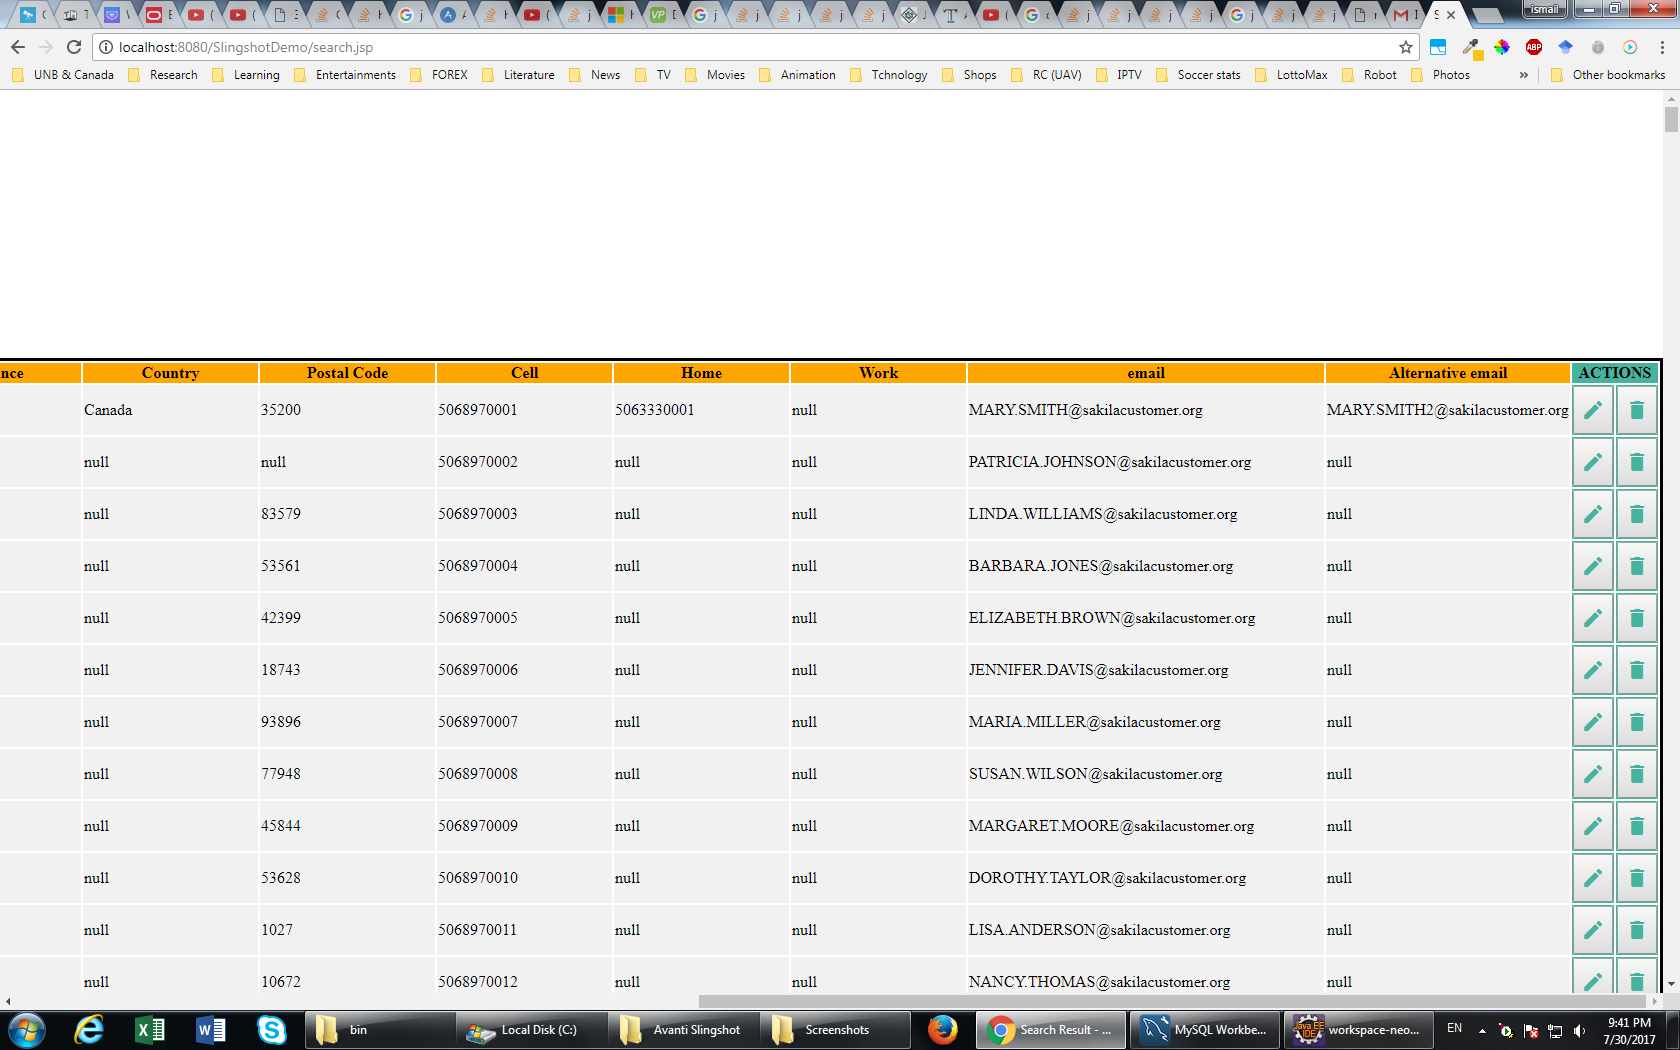 ismail
localhost:8080/SlingshotDemo/search.jsp
UNB & Canada Research Learning Entertainments FOREX Literature News TV Movies Animation Tchnology Shops RC (UAV) IPTV Soccer stats LottoMax Robot Photos » Other bookmarks
nce Country Postal Code Cell Home Work email Alternative email ACTIONS
Canada 35200 5068970001 5063330001 null MARY.SMITH@sakilacustomer.org MARY.SMITH2@sakilacustomer.org
null null 5068970002 null null PATRICIA.JOHNSON@sakilacustomer.org null
null 83579 5068970003 null null LINDA.WILLIAMS@sakilacustomer.org null
null 53561 5068970004 null null BARBARA.JONES@sakilacustomer.org null
null 42399 5068970005 null null ELIZABETH.BROWN@sakilacustomer.org null
null 18743 5068970006 null null JENNIFER.DAVIS@sakilacustomer.org null
null 93896 5068970007 null null MARIA.MILLER@sakilacustomer.org null
null 77948 5068970008 null null SUSAN.WILSON@sakilacustomer.org null
null 45844 5068970009 null null MARGARET.MOORE@sakilacustomer.org null
null 53628 5068970010 null null DOROTHY.TAYLOR@sakilacustomer.org null
null 1027 5068970011 null null LISA.ANDERSON@sakilacustomer.org null
null 10672 5068970012 null null NANCY.THOMAS@sakilacustomer.org null
bin Local Disk (C:) Avanti Slingshot Screenshots Search Result - ... MySQL Workbe... workspace-neo... EN 9:41 PM
7/30/2017